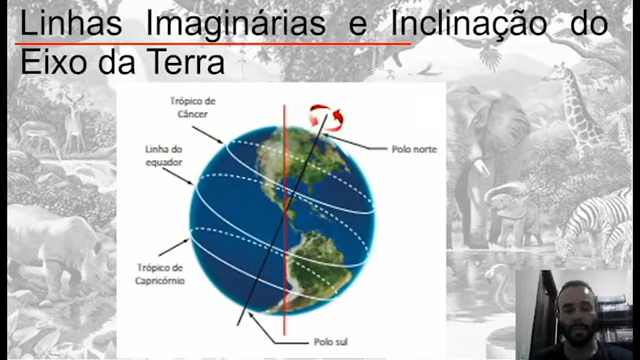 Linhas Imaginárias e Inclinação do
Eixo da Terra
Trópico de
Câncer
Linha do
equador
Polo norte
Trópico de
Capricórnio
Polo sul